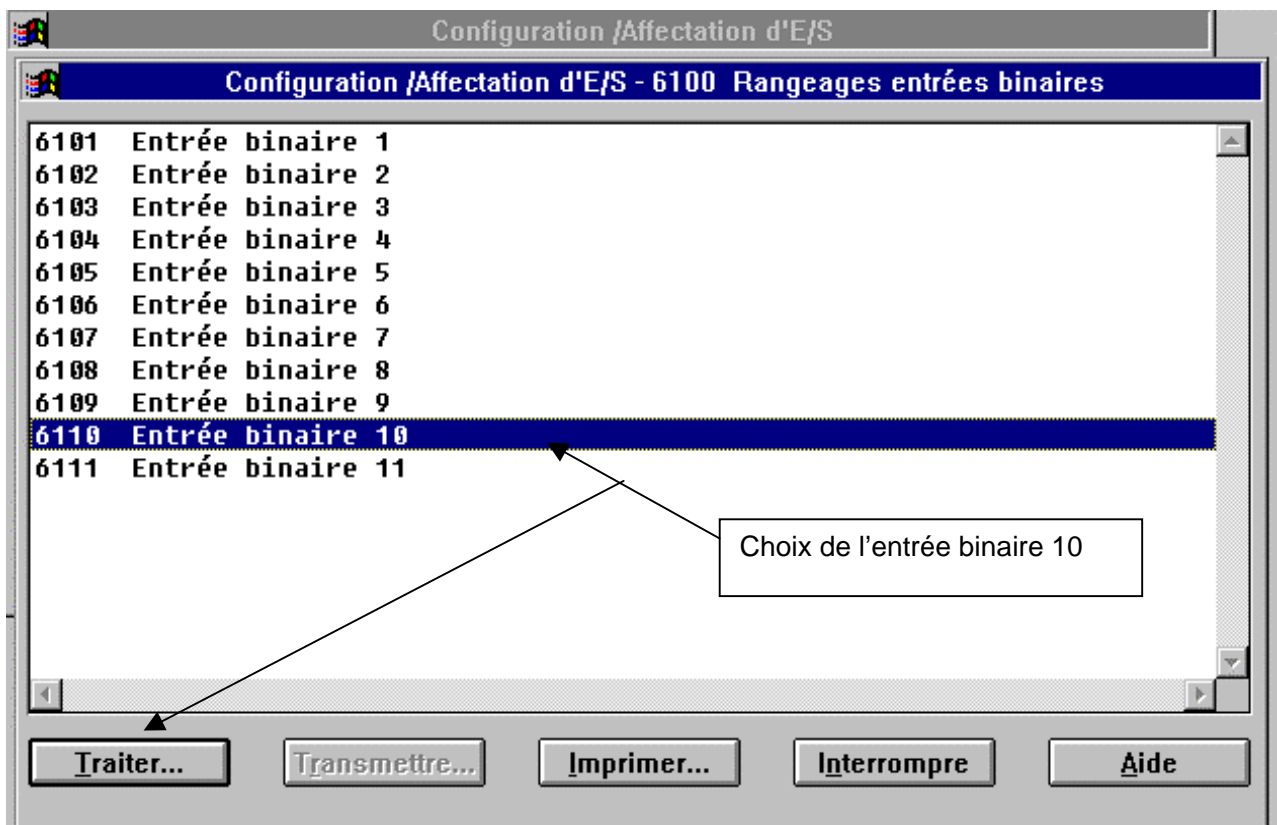 Configuration /Affectation d'E/S
Configuration /Affectation d'E/S - 6100 Rangeages entrées binaires
6101 Entrée binaire 1
6102 Entrée binaire 2
6103 Entrée binaire 3
6104 Entrée binaire 4
6105 Entrée binaire 5
6106 Entrée binaire 6
6107 Entrée binaire 7
6108 Entrée binaire 8
6109 Entrée binaire 9
6110 Entrée binaire 10
6111 Entrée binaire 11
Choix de l’entrée binaire 10
Traiter... Transmettre... Imprimer... Interrompre Aide